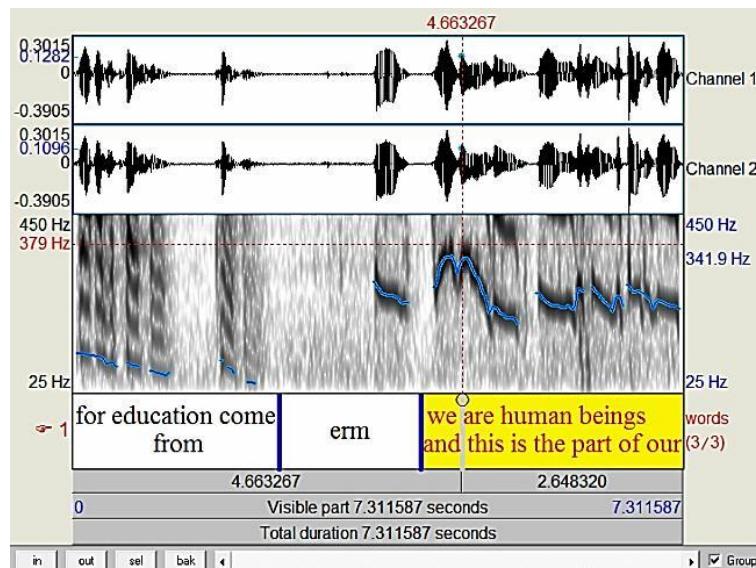 4.663267
0.3015
0.1282
0
-0.3905
Channel 1
0.3015
0.1096
0
-0.3905
Channel 2
450 Hz
379 Hz
25 Hz
450 Hz
341.9 Hz
25 Hz
1
for education come
from
erm
we are human beings
and this is the part of our
words
(3/3)
4.663267 2.648320
0 Visible part 7.311587 seconds 7.311587
Total duration 7.311587 seconds
in out sel bak Group